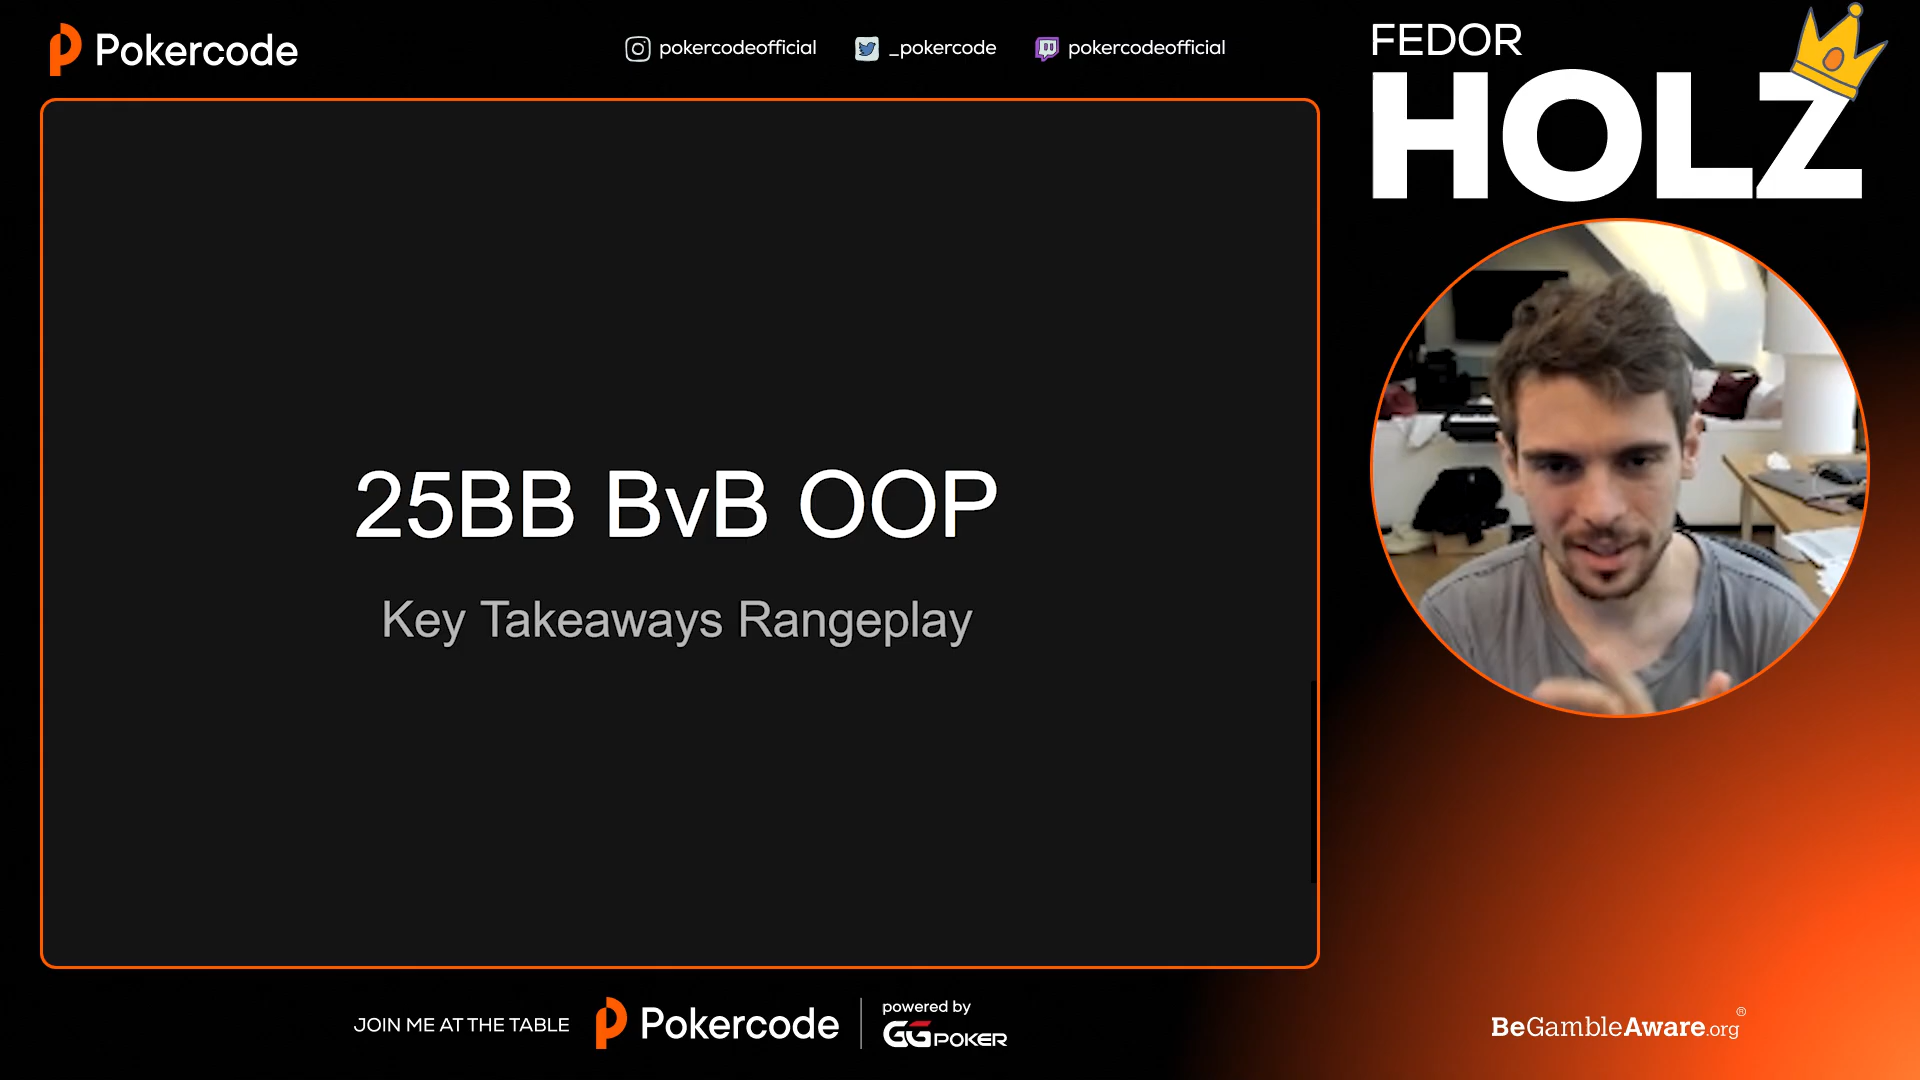 Pokercode
pokercodeofficial
_pokercode
pokercodeofficial
FEDOR
HOLZ
25BB BvB OOP
Key Takeaways Rangeplay
JOIN ME AT THE TABLE
Pokercode
powered by
GGPOKER
BeGambleAware.org®